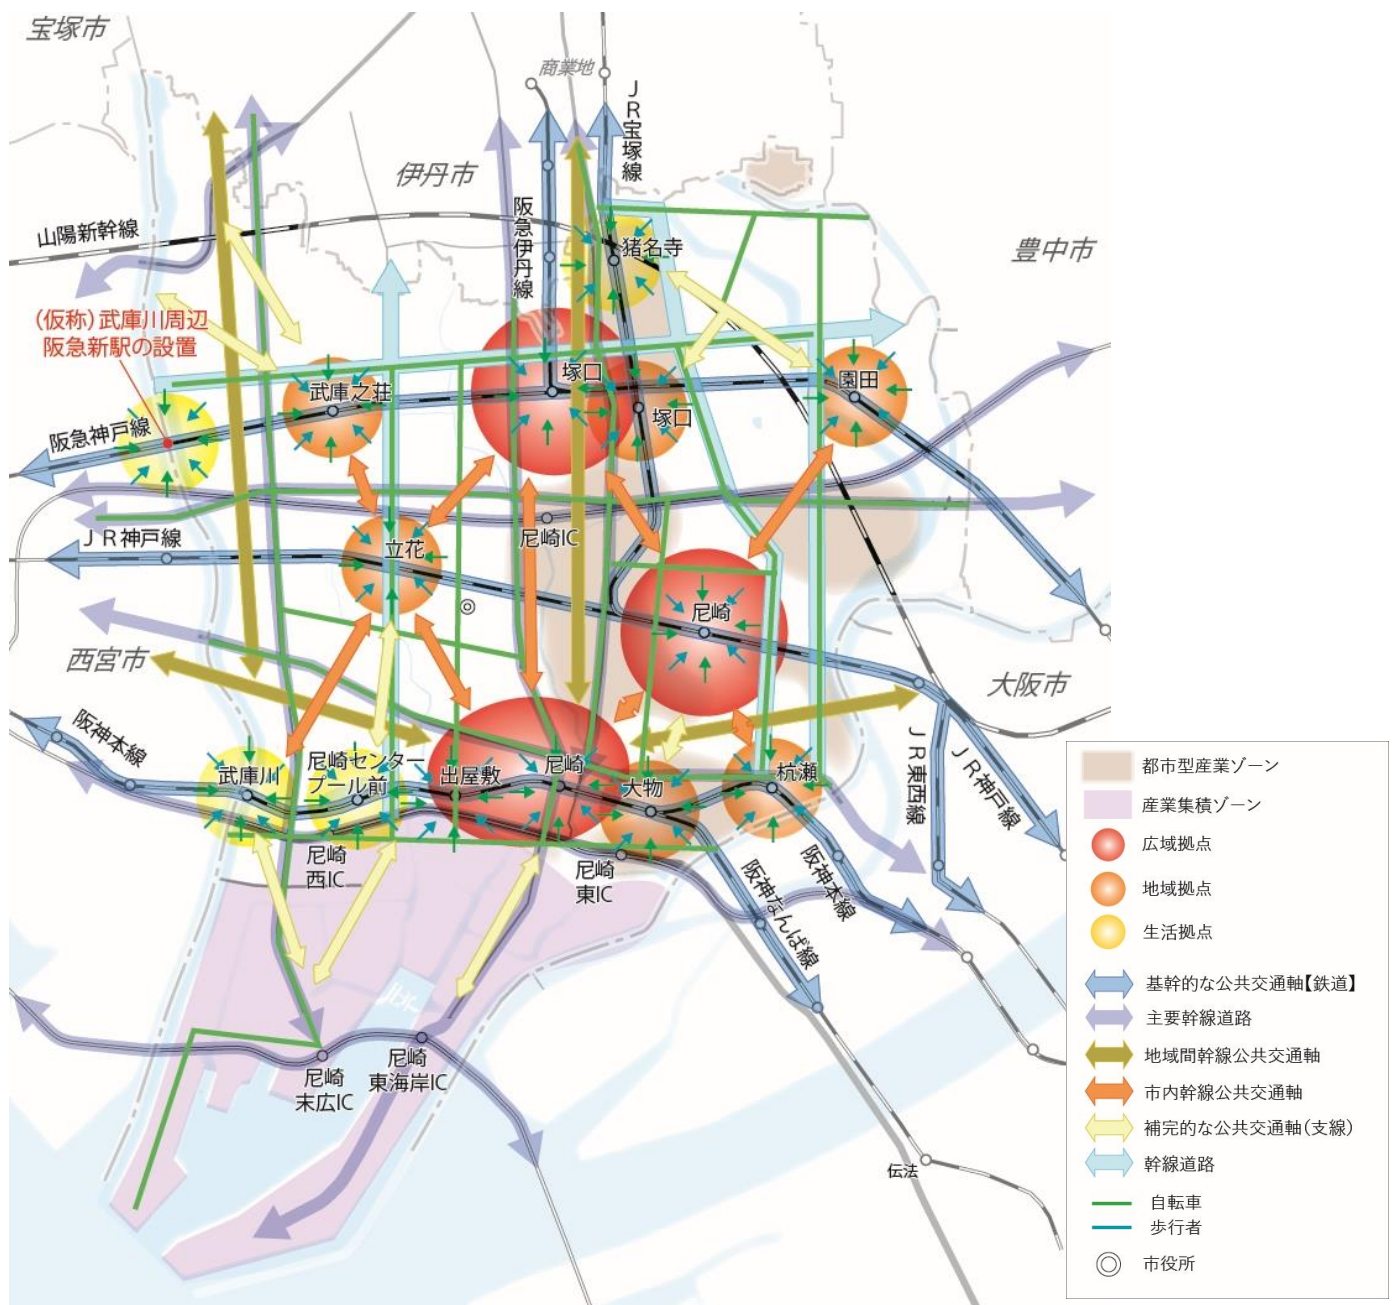 宝塚市
商業地
JR宝塚線
伊丹市
阪急伊丹線
山陽新幹線
猪名寺
豊中市
(仮称)武庫川周辺
阪急新駅の設置
武庫之荘
塚口
塚口
園田
阪急神戸線
JR神戸線
尼崎IC
立花
尼崎
西宮市
大阪市
阪神本線
武庫川
尼崎センター
プール前
出屋敷
尼崎
大物
杭瀬
JR東西線
JR神戸線
尼崎
西IC
尼崎
東IC
阪神なんば線
阪神本線
尼崎
末広IC
尼崎
東海岸IC
伝法
都市型産業ゾーン
産業集積ゾーン
広域拠点
地域拠点
生活拠点
基幹的な公共交通軸【鉄道】
主要幹線道路
地域間幹線公共交通軸
市内幹線公共交通軸
補完的な公共交通軸(支線)
幹線道路
自転車
歩行者
市役所